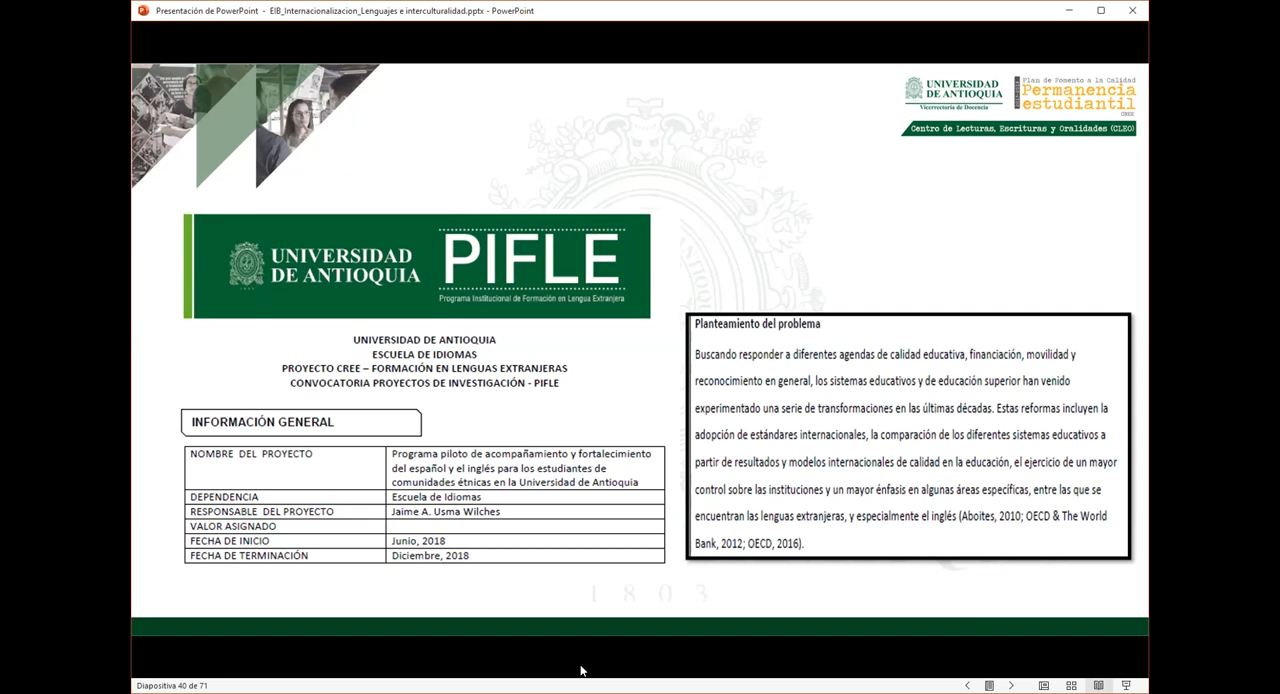 Presentación de PowerPoint - EIB_Internacionalizacion_Lenguajes e interculturalidad.pptx - PowerPoint
UNIVERSIDAD
DE ANTIOQUIA
Vicerrectoría de Docencia
Plan de Fomento a la Calidad
Permanencia
estudiantil
CREE
Centro de Lecturas, Escrituras y Oralidades (CLEO)
UNIVERSIDAD
DE ANTIOQUIA
PIFLE
Programa Institucional de Formación en Lengua Extranjera
UNIVERSIDAD DE ANTIOQUIA
ESCUELA DE IDIOMAS
PROYECTO CREE – FORMACIÓN EN LENGUAS EXTRANJERAS
CONVOCATORIA PROYECTOS DE INVESTIGACIÓN - PIFLE
INFORMACIÓN GENERAL
NOMBRE DEL PROYECTO
Programa piloto de acompañamiento y fortalecimiento
del español y el inglés para los estudiantes de
comunidades étnicas en la Universidad de Antioquia
DEPENDENCIA
Escuela de Idiomas
RESPONSABLE DEL PROYECTO
Jaime A. Usma Wilches
VALOR ASIGNADO
FECHA DE INICIO
Junio, 2018
FECHA DE TERMINACIÓN
Diciembre, 2018
Planteamiento del problema
Buscando responder a diferentes agendas de calidad educativa, financiación, movilidad y
reconocimiento en general, los sistemas educativos y de educación superior han venido
experimentado una serie de transformaciones en las últimas décadas. Estas reformas incluyen la
adopción de estándares internacionales, la comparación de los diferentes sistemas educativos a
partir de resultados y modelos internacionales de calidad en la educación, el ejercicio de un mayor
control sobre las instituciones y un mayor énfasis en algunas áreas específicas, entre las que se
encuentran las lenguas extranjeras, y especialmente el inglés (Aboites, 2010; OECD & The World
Bank, 2012; OECD, 2016).
1803
Diapositiva 40 de 71